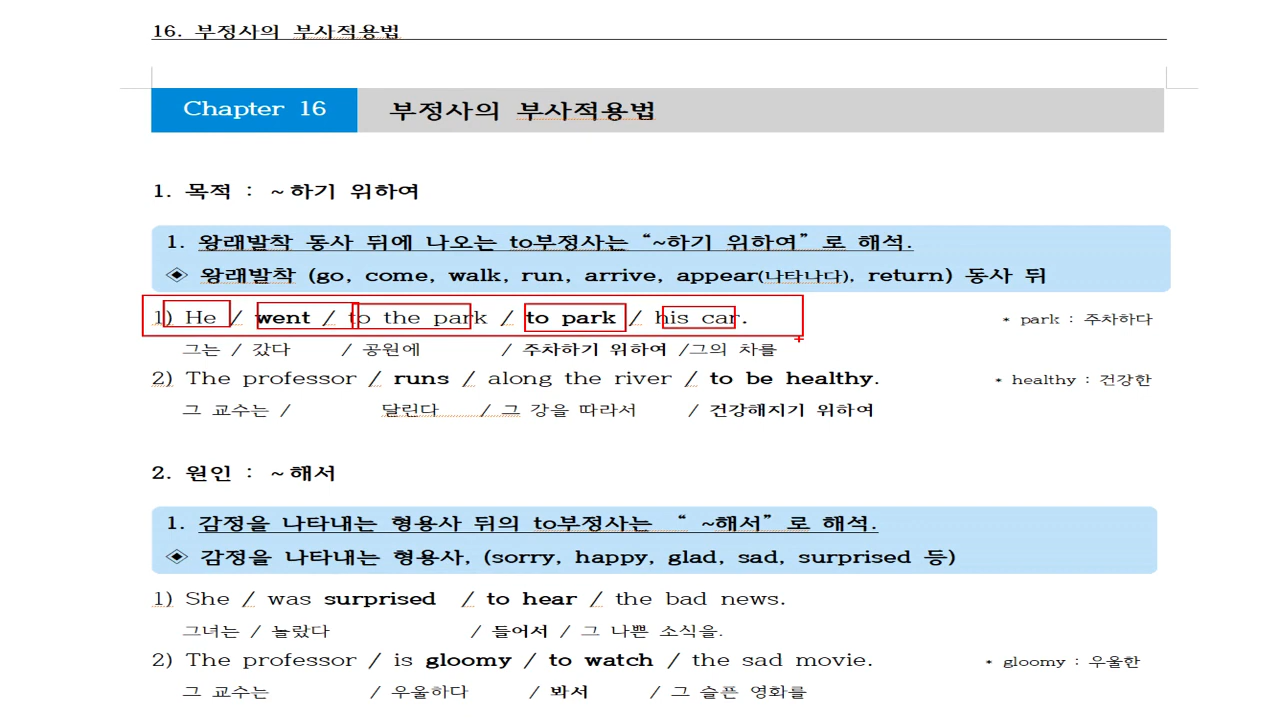 16. 부정사의 부사적용법
Chapter 16 부정사의 부사적용법
1. 목적 : ~하기 위하여
1. 왕래발착 동사 뒤에 나오는 to부정사는 “~하기 위하여”로 해석.
◈ 왕래발착 (go, come, walk, run, arrive, appear(나타나다), return) 동사 뒤
1) He / went / to the park / to park / his car. * park : 주차하다
그는 / 갔다 / 공원에 / 주차하기 위하여 /그의 차를
2) The professor / runs / along the river / to be healthy. * healthy : 건강한
그 교수는 / 달린다 / 그 강을 따라서 / 건강해지기 위하여
2. 원인 : ~해서
1. 감정을 나타내는 형용사 뒤의 to부정사는 “ ~해서”로 해석.
◈ 감정을 나타내는 형용사, (sorry, happy, glad, sad, surprised 등)
1) She / was surprised / to hear / the bad news.
그녀는 / 놀랐다 / 들어서 / 그 나쁜 소식을.
2) The professor / is gloomy / to watch / the sad movie. * gloomy : 우울한
그 교수는 / 우울하다 / 봐서 / 그 슬픈 영화를